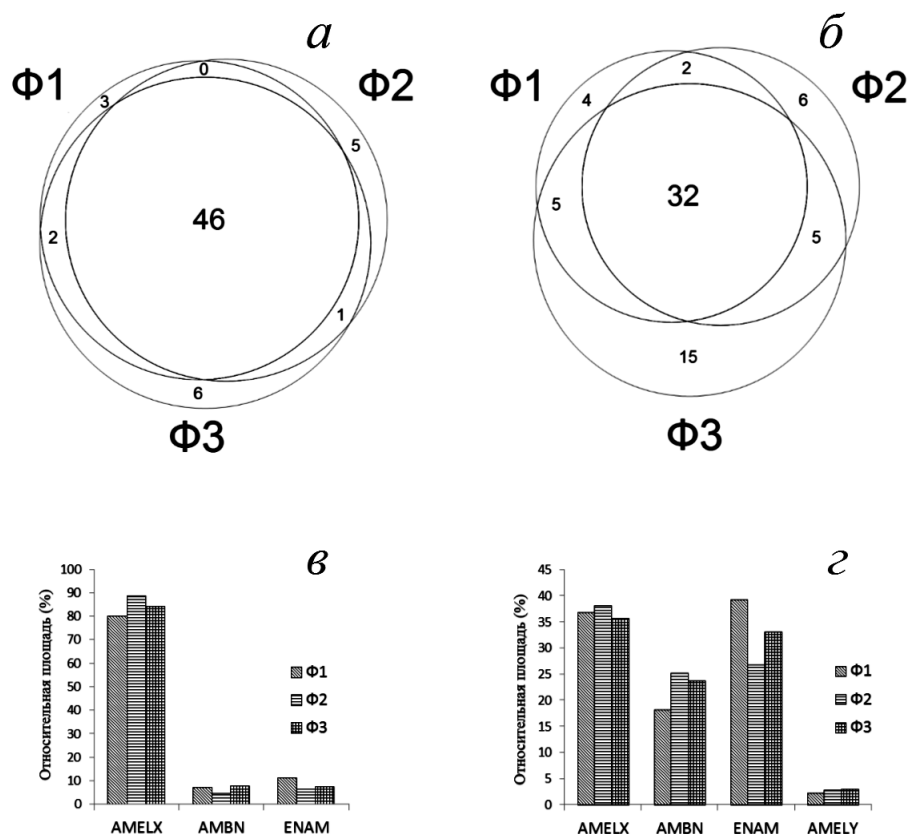 а
Ф1
Ф2
0
3
5
2
46
1
6
Ф3
б
Ф1
Ф2
2
4
6
5
32
5
15
Ф3
в
Относительная площадь (%)
100
90
80
70
60
50
40
30
20
10
0
Ф1
Ф2
Ф3
AMELX AMBN ENAM
г
Относительная площадь (%)
45
40
35
30
25
20
15
10
5
0
Ф1
Ф2
Ф3
AMELX AMBN ENAM AMELY